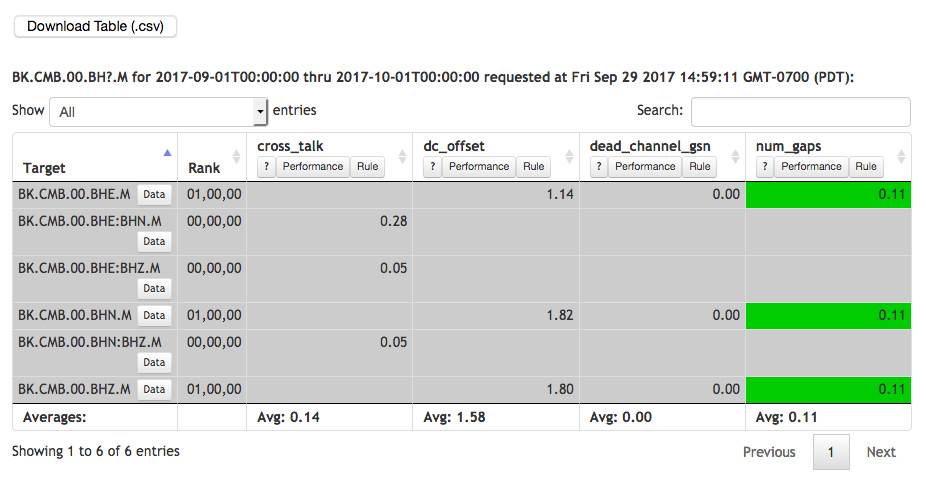 Download Table (.csv)
BK.CMB.00.BH?.M for 2017-09-01T00:00:00 thru 2017-10-01T00:00:00 requested at Fri Sep 29 2017 14:59:11 GMT-0700 (PDT):
Show All entries Search:
Target Rank cross_talk dc_offset dead_channel_gsn num_gaps
? Performance Rule ? Performance Rule ? Performance Rule ? Performance Rule
BK.CMB.00.BHE.M Data 01,00,00 1.14 0.00 0.11
BK.CMB.00.BHE:BHN.M 00,00,00 0.28
Data
BK.CMB.00.BHE:BHZ.M 00,00,00 0.05
Data
BK.CMB.00.BHN.M Data 01,00,00 1.82 0.00 0.11
BK.CMB.00.BHN:BHZ.M 00,00,00 0.05
Data
BK.CMB.00.BHZ.M Data 01,00,00 1.80 0.00 0.11
Averages: Avg: 0.14 Avg: 1.58 Avg: 0.00 Avg: 0.11
Showing 1 to 6 of 6 entries Previous 1 Next